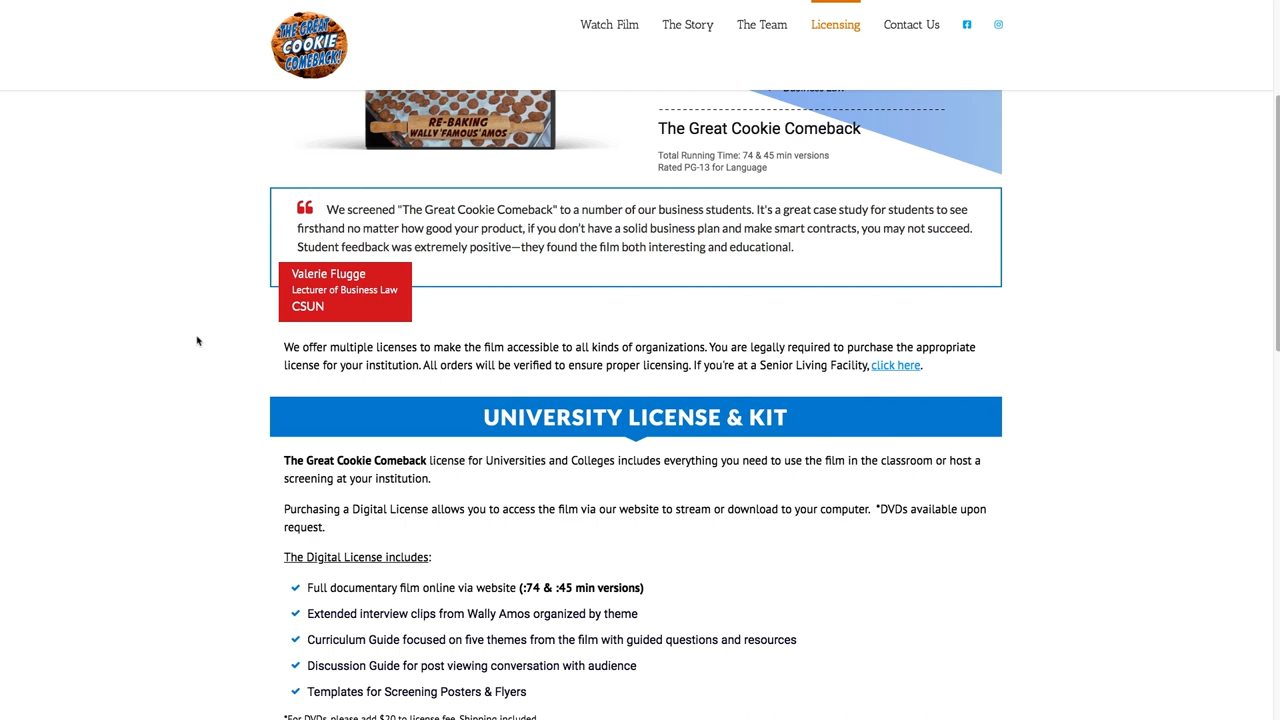 THE GREAT
COOKIE
COMEBACK!
Watch Film
The Story
The Team
Licensing
Contact Us
RE-BAKING
WALLY 'FAMOUS' AMOS
Business Law
The Great Cookie Comeback
Total Running Time: 74 & 45 min versions
Rated PG-13 for Language
We screened "The Great Cookie Comeback" to a number of our business students. It's a great case study for students to see
firsthand no matter how good your product, if you don't have a solid business plan and make smart contracts, you may not succeed.
Student feedback was extremely positive—they found the film both interesting and educational.
Valerie Flugge
Lecturer of Business Law
CSUN
We offer multiple licenses to make the film accessible to all kinds of organizations. You are legally required to purchase the appropriate
license for your institution. All orders will be verified to ensure proper licensing. If you're at a Senior Living Facility, click here.
UNIVERSITY LICENSE & KIT
The Great Cookie Comeback license for Universities and Colleges includes everything you need to use the film in the classroom or host a
screening at your institution.
Purchasing a Digital License allows you to access the film via our website to stream or download to your computer. *DVDs available upon
request.
The Digital License includes:
Full documentary film online via website (:74 & :45 min versions)
Extended interview clips from Wally Amos organized by theme
Curriculum Guide focused on five themes from the film with guided questions and resources
Discussion Guide for post viewing conversation with audience
Templates for Screening Posters & Flyers
*For DVDs, please add $20 to license fee. Shipping included.